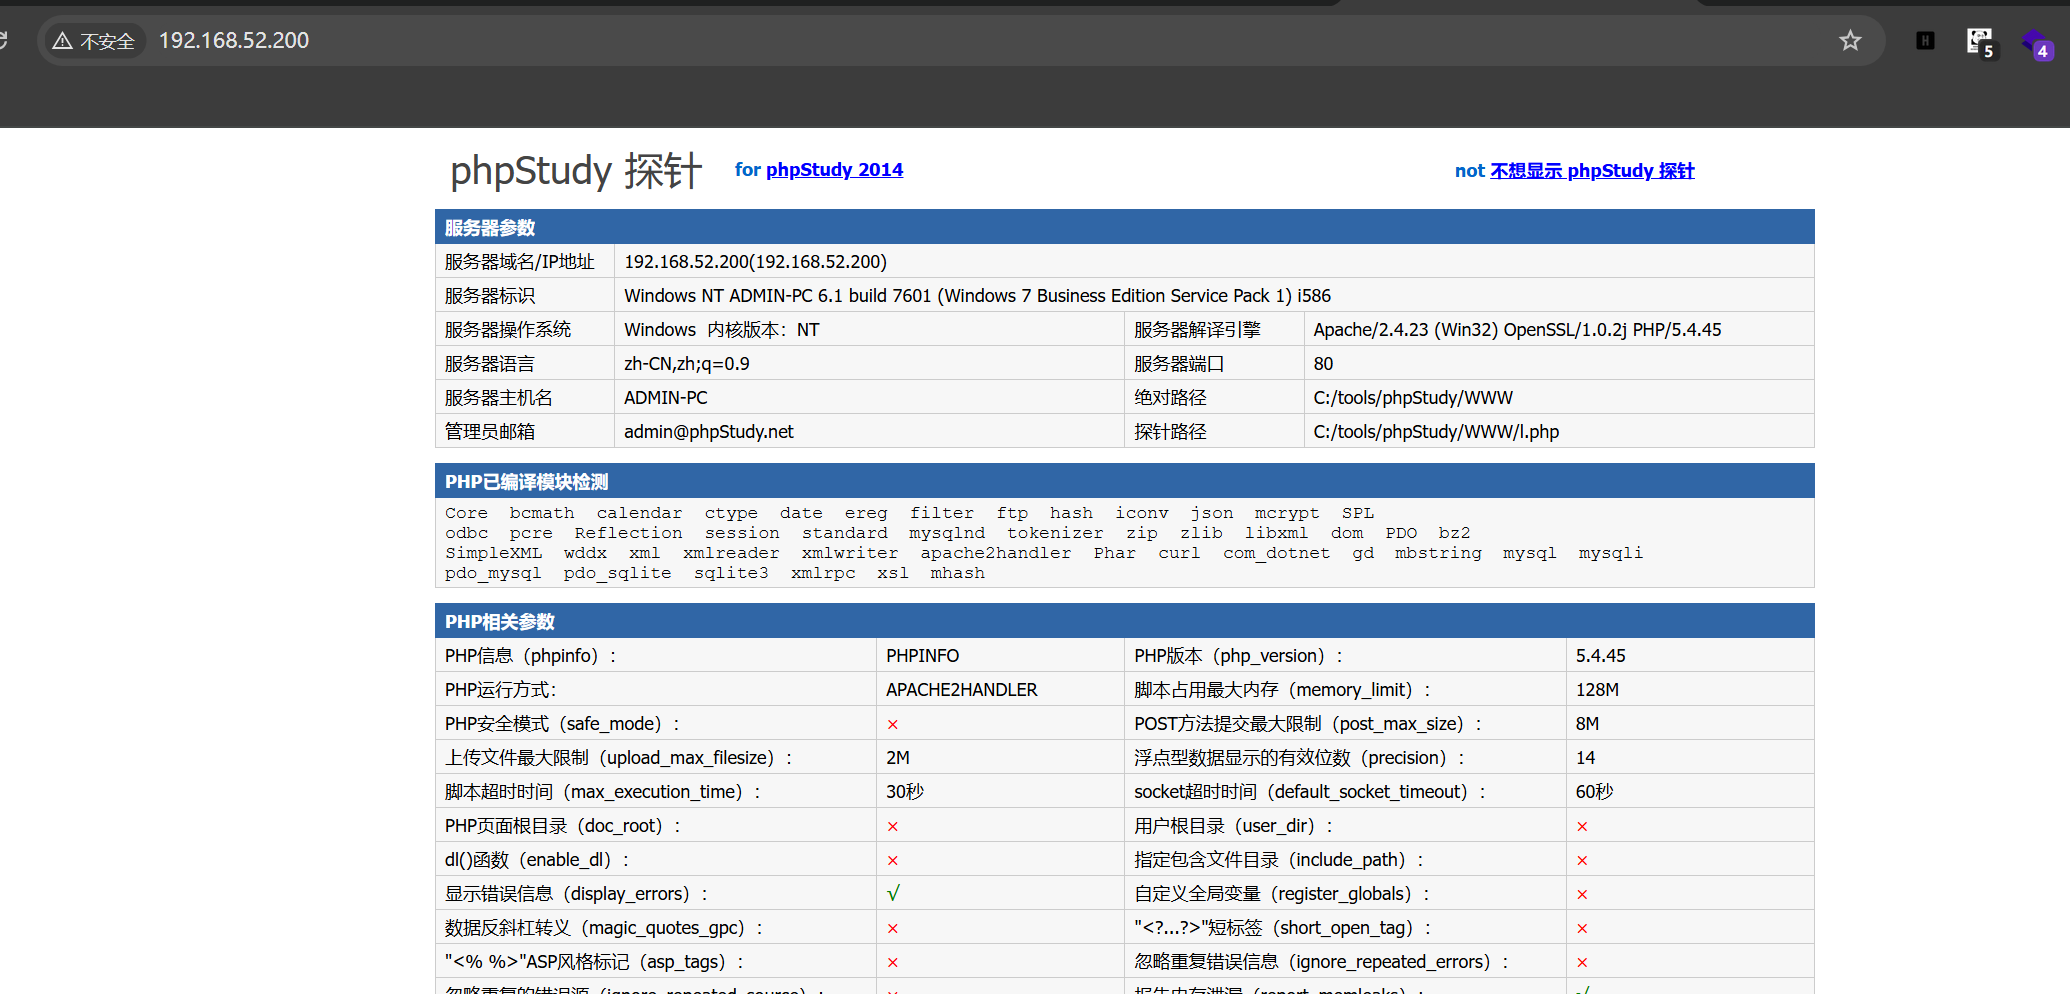 不安全 192.168.52.200
5 4
phpStudy 探针 for phpStudy 2014 not 不想显示 phpStudy 探针
服务器参数
服务器域名/IP地址 192.168.52.200(192.168.52.200)
服务器标识 Windows NT ADMIN-PC 6.1 build 7601 (Windows 7 Business Edition Service Pack 1) i586
服务器操作系统 Windows 内核版本：NT 服务器解译引擎 Apache/2.4.23 (Win32) OpenSSL/1.0.2j PHP/5.4.45
服务器语言 zh-CN,zh;q=0.9 服务器端口 80
服务器主机名 ADMIN-PC 绝对路径 C:/tools/phpStudy/WWW
管理员邮箱 admin@phpStudy.net 探针路径 C:/tools/phpStudy/WWW/l.php
PHP已编译模块检测
Core bcmath calendar ctype date ereg filter ftp hash iconv json mcrypt SPL
odbc pcre Reflection session standard mysqlnd tokenizer zip zlib libxml dom PDO bz2
SimpleXML wddx xml xmlreader xmlwriter apache2handler Phar curl com_dotnet gd mbstring mysql mysqli
pdo_mysql pdo_sqlite sqlite3 xmlrpc xsl mhash
PHP相关参数
PHP信息（phpinfo）： PHPINFO PHP版本（php_version）： 5.4.45
PHP运行方式： APACHE2HANDLER 脚本占用最大内存（memory_limit）： 128M
PHP安全模式（safe_mode）： × POST方法提交最大限制（post_max_size）： 8M
上传文件最大限制（upload_max_filesize）： 2M 浮点型数据显示的有效位数（precision）： 14
脚本超时时间（max_execution_time）： 30秒 socket超时时间（default_socket_timeout）： 60秒
PHP页面根目录（doc_root）： × 用户根目录（user_dir）： ×
dl()函数（enable_dl）： × 指定包含文件目录（include_path）： ×
显示错误信息（display_errors）： √ 自定义全局变量（register_globals）： ×
数据反斜杠转义（magic_quotes_gpc）： × "<?...?>"短标签（short_open_tag）： ×
"<% %>"ASP风格标记（asp_tags）： × 忽略重复错误信息（ignore_repeated_errors）： ×
忽略重复的错误源（ignore_repeated_source）： × 报告内存泄漏（report_memleaks）： √